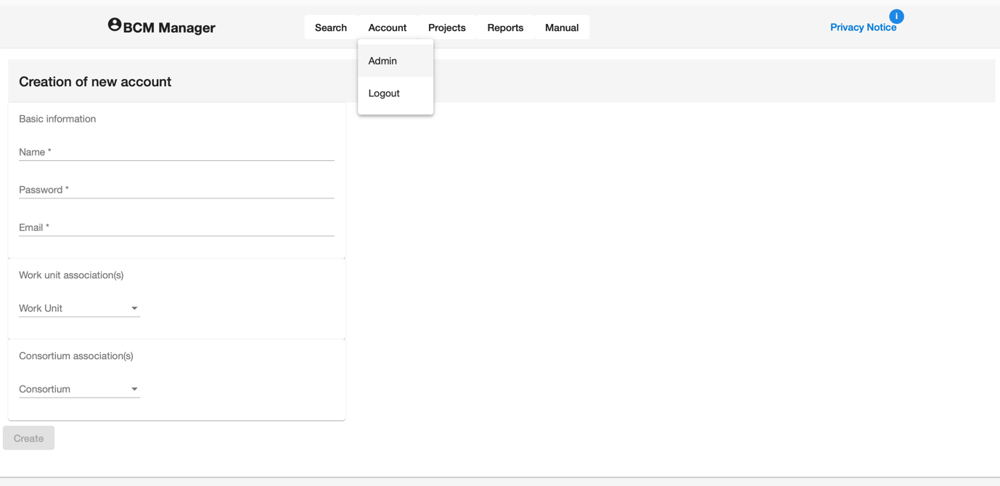 BCM Manager
Search Account Projects Reports Manual
i
Privacy Notice
Admin
Logout
Creation of new account
Basic information
Name *
Password *
Email *
Work unit association(s)
Work Unit
Consortium association(s)
Consortium
Create